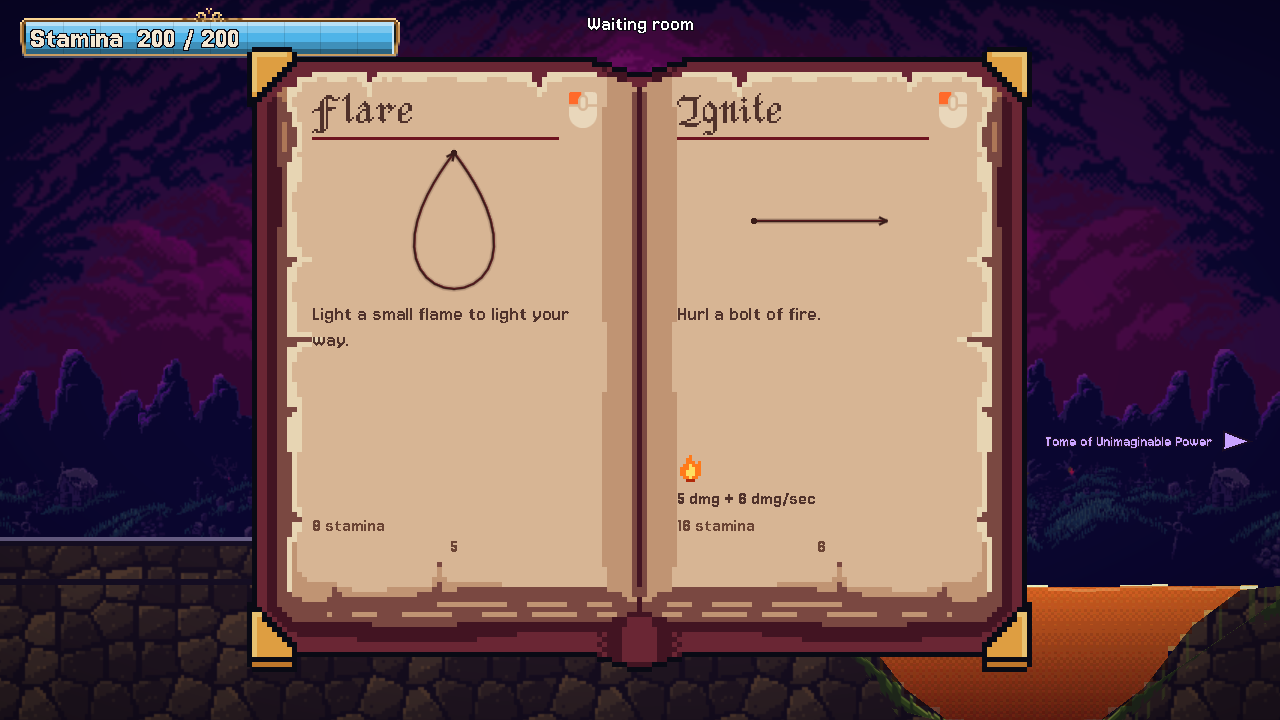 Stamina 200 / 200
Waiting room
Flare
Light a small flame to light your
way.
8 stamina
5
Ignite
Hurl a bolt of fire.
5 dmg + 6 dmg/sec
16 stamina
6
Tome of Unimaginable Power